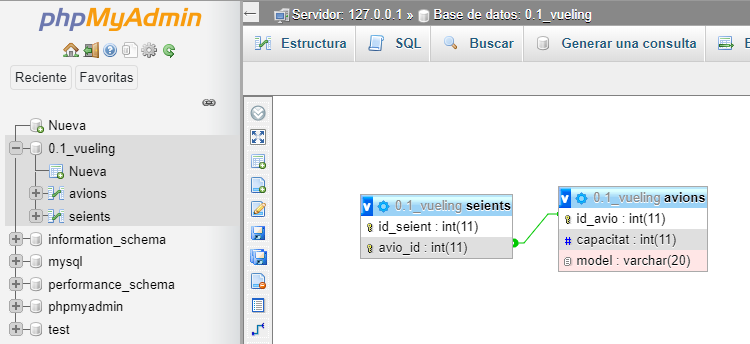 phpMyAdmin
Reciente Favoritas
Nueva
0.1_vueling
Nueva
avions
seients
information_schema
mysql
performance_schema
phpmyadmin
test
Servidor: 127.0.0.1 » Base de datos: 0.1_vueling
Estructura SQL Buscar Generar una consulta E
0.1_vueling seients
id_seient : int(11)
avio_id : int(11)
0.1_vueling avions
id_avio : int(11)
# capacitat : int(11)
model : varchar(20)